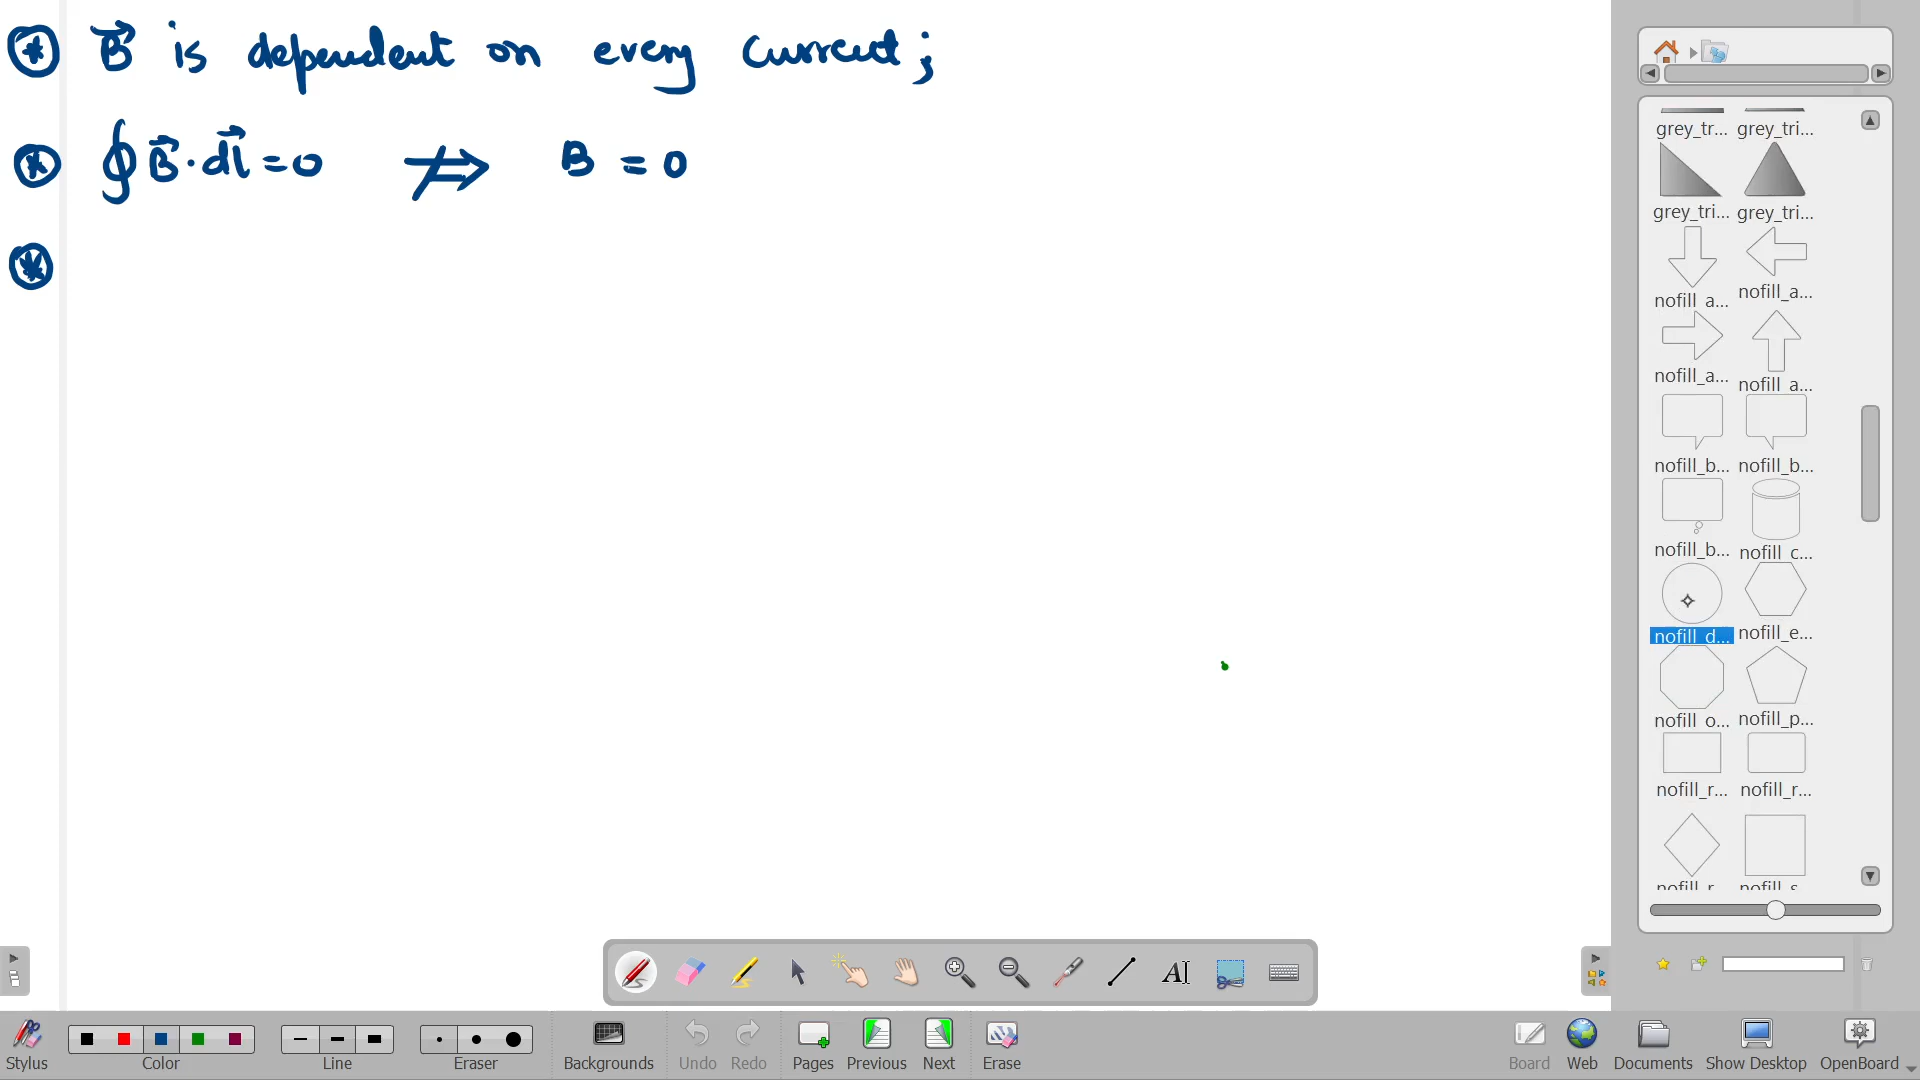 ⊛ B⃗ is dependent on every current;
⊛ ∮B⃗·dl⃗=0 ⇏ B = 0
⊛
grey_tr... grey_tri...
grey_tri... grey_tri...
nofill_a... nofill_a...
nofill_a... nofill_a...
nofill_b... nofill_b...
nofill_b... nofill_c...
nofill_d... nofill_e...
nofill_o... nofill_p...
nofill_r... nofill_r...
nofill_r... nofill_s...
Stylus Color Line Eraser Backgrounds Undo Redo Pages Previous Next Erase Board Web Documents Show Desktop OpenBoard